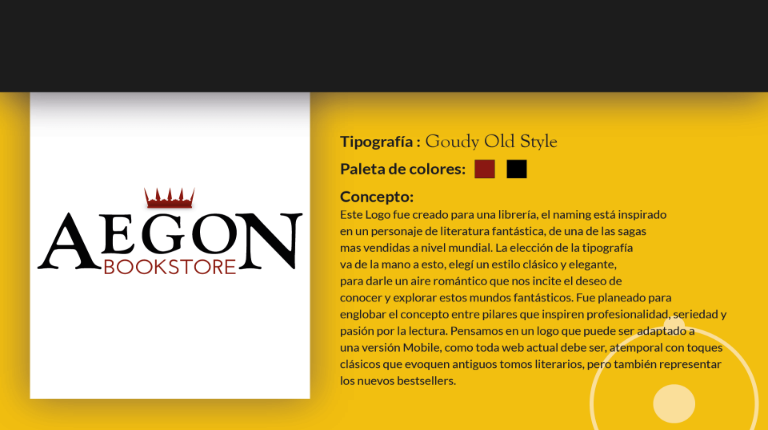 AEGON
BOOKSTORE
Tipografía : Goudy Old Style
Paleta de colores:
Concepto:
Este Logo fue creado para una librería, el naming está inspirado
en un personaje de literatura fantástica, de una de las sagas
mas vendidas a nivel mundial. La elección de la tipografía
va de la mano a esto, elegí un estilo clásico y elegante,
para darle un aire romántico que nos incite el deseo de
conocer y explorar estos mundos fantásticos. Fue planeado para
englobar el concepto entre pilares que inspiren profesionalidad, seriedad y
pasión por la lectura. Pensamos en un logo que puede ser adaptado a
una versión Mobile, como toda web actual debe ser, atemporal con toques
clásicos que evoquen antiguos tomos literarios, pero también representar
los nuevos bestsellers.